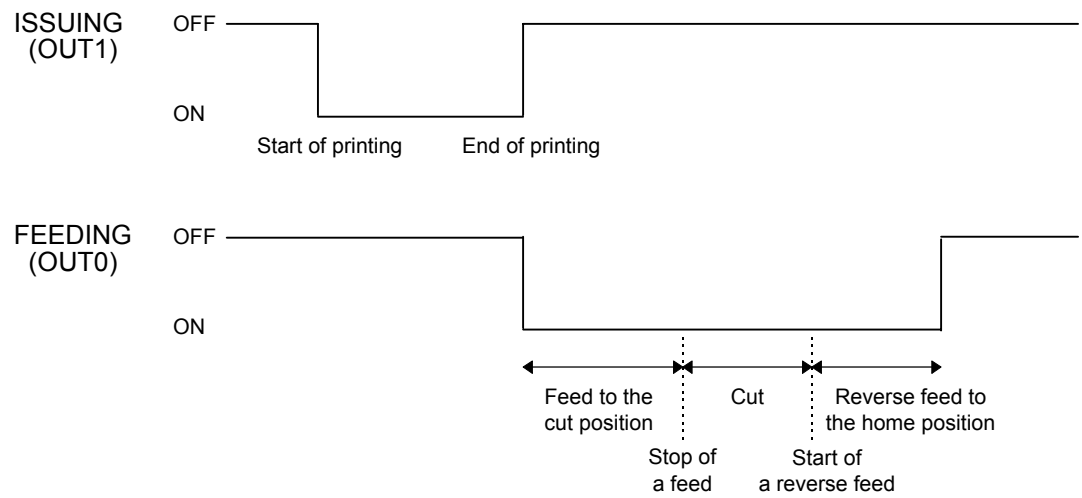 ISSUING
(OUT1)
OFF
ON
Start of printing
End of printing
FEEDING
(OUT0)
OFF
ON
Feed to the
cut position
Cut
Reverse feed to
the home position
Stop of
a feed
Start of
a reverse feed